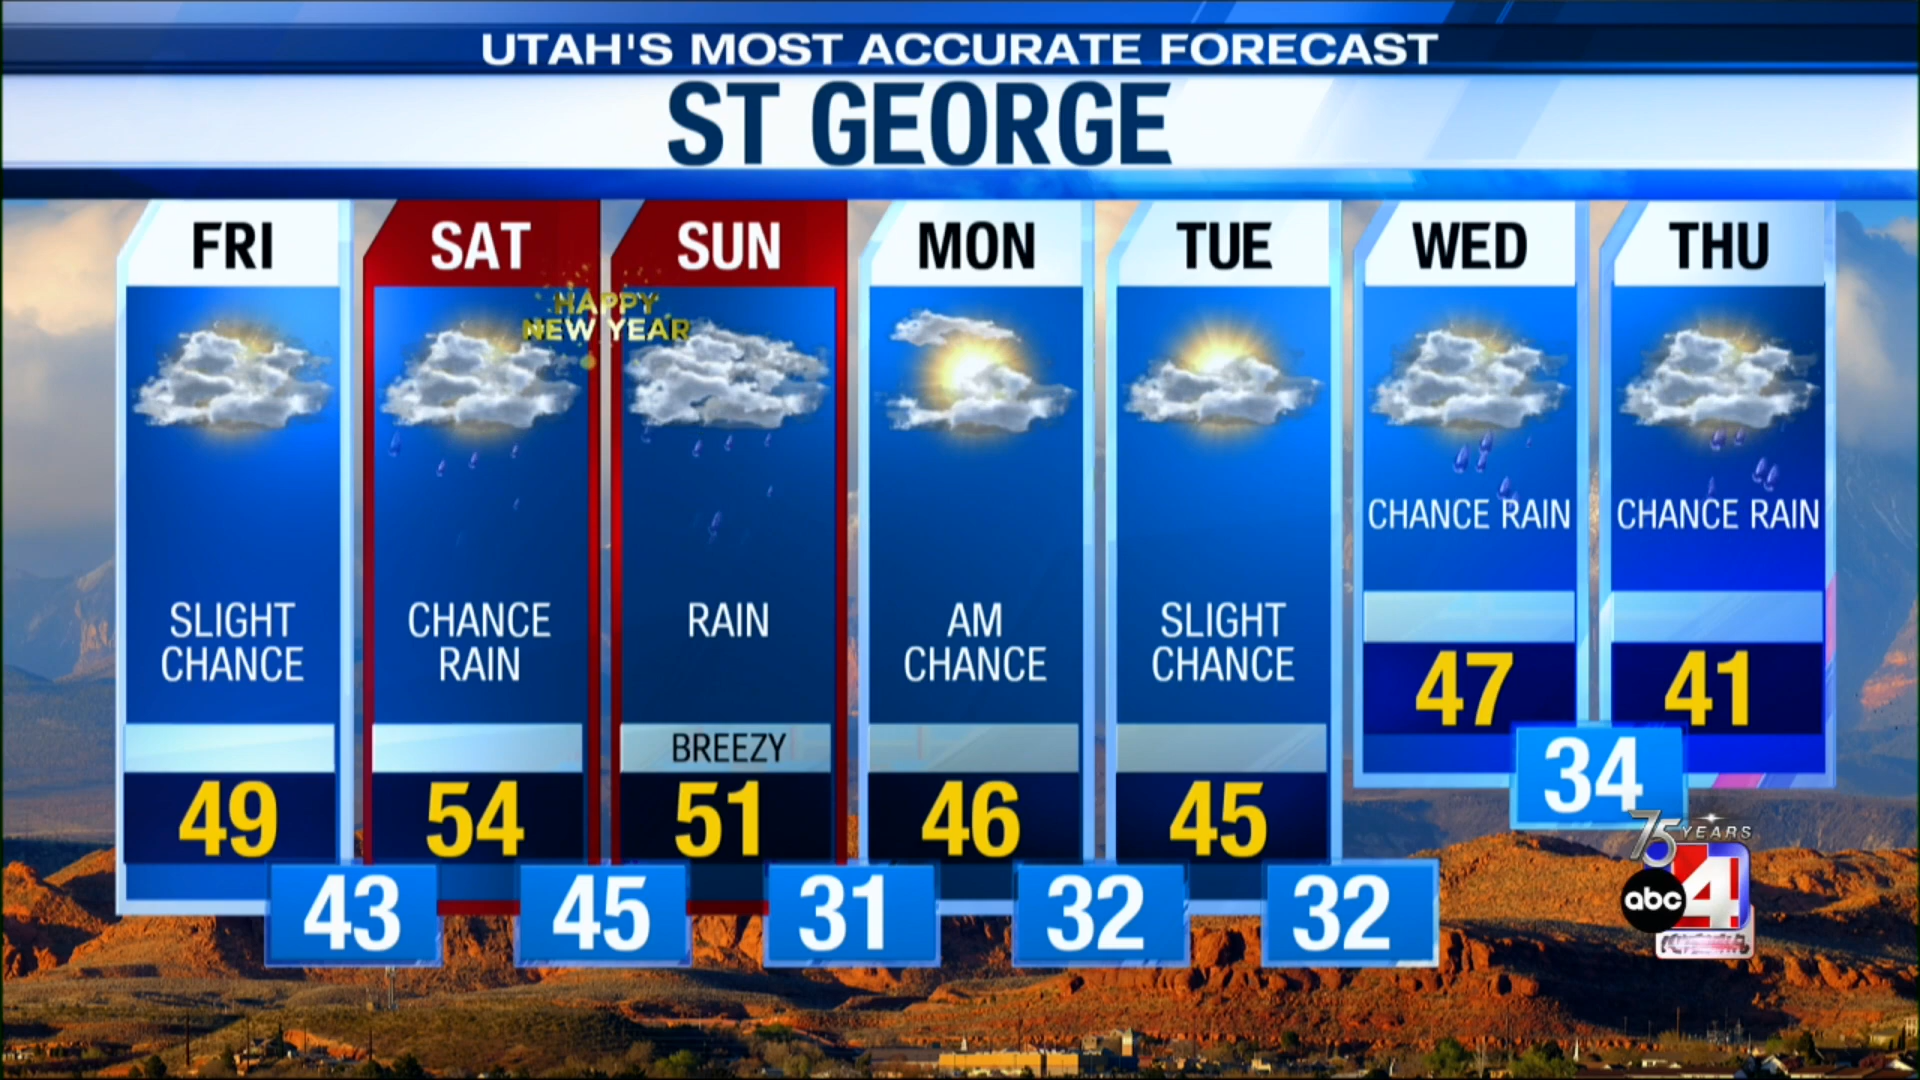 UTAH'S MOST ACCURATE FORECAST
ST GEORGE
FRI
SAT
SUN
MON
TUE
WED
THU
HAPPY
NEW YEAR
CHANCE RAIN
CHANCE RAIN
SLIGHT
CHANCE
CHANCE
RAIN
RAIN
AM
CHANCE
SLIGHT
CHANCE
BREEZY
47
41
49
54
51
46
45
34
43
45
31
32
32
75 YEARS
abc 4